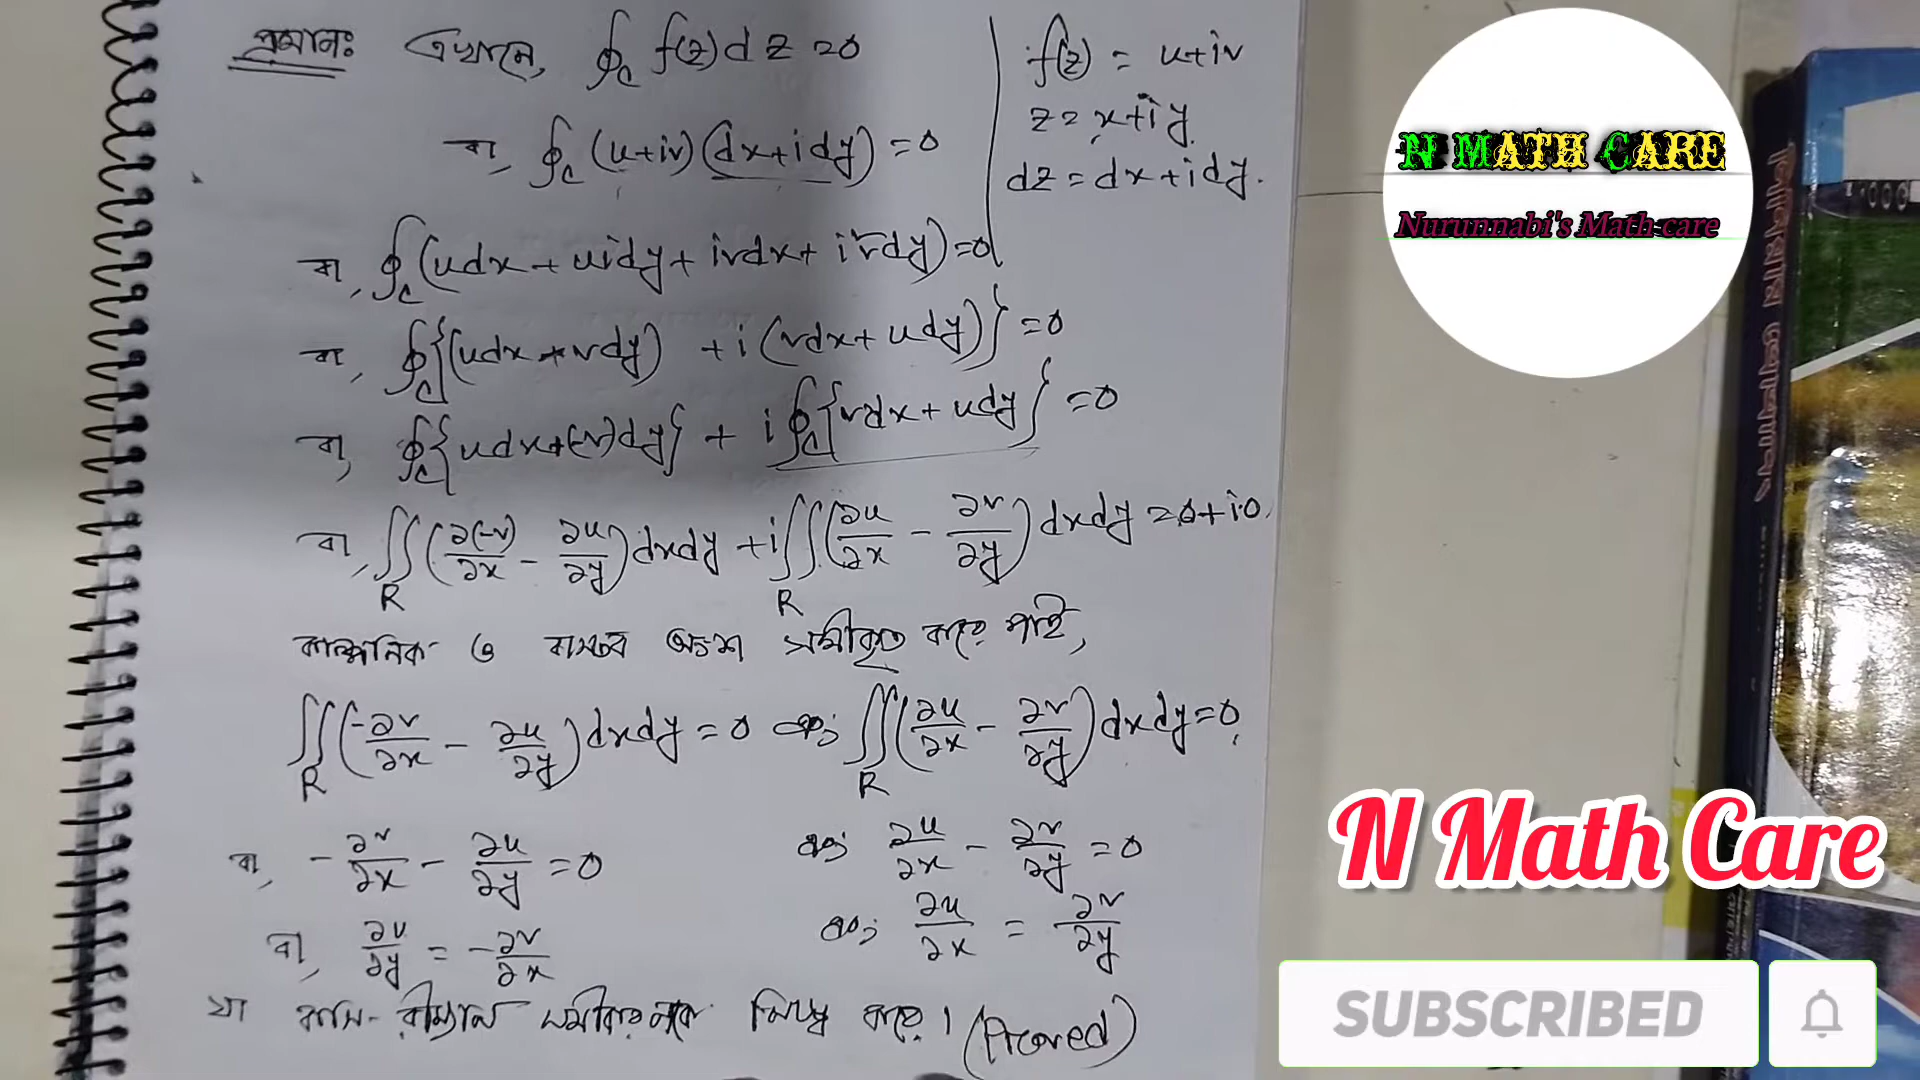 প্রমানঃ এখানে, ∮_C f(z)dz = 0
বা, ∮_C (u+iv)(dx+idy) = 0
f(z) = u+iv
z = x+iy
dz = dx+idy.
বা, ∮_C (udx + uidy + ivdx + i²vdy) = 0
বা, ∮_C {(udx - vdy) + i(vdx + udy)} = 0
বা, ∮_C {udx+(-v)dy} + i∮_C {vdx + udy} = 0
বা, ∬_R (∂(-v)/∂x - ∂u/∂y) dxdy + i∬_R (∂u/∂x - ∂v/∂y) dxdy = 0+i0.
কাল্পনিক ও বাস্তব অংশ সমীকৃত করে পাই,
∬_R (-∂v/∂x - ∂u/∂y) dxdy = 0 এবং ∬_R (∂u/∂x - ∂v/∂y) dxdy = 0,
বা, -∂v/∂x - ∂u/∂y = 0 এবং ∂u/∂x - ∂v/∂y = 0
বা, ∂u/∂y = -∂v/∂x এবং ∂u/∂x = ∂v/∂y
যা কসি-রীম্যান সমীকরনকে সিদ্ধ করে। (Proved)
N MATH CARE
Nurunnabi's Math care
N Math Care
SUBSCRIBED